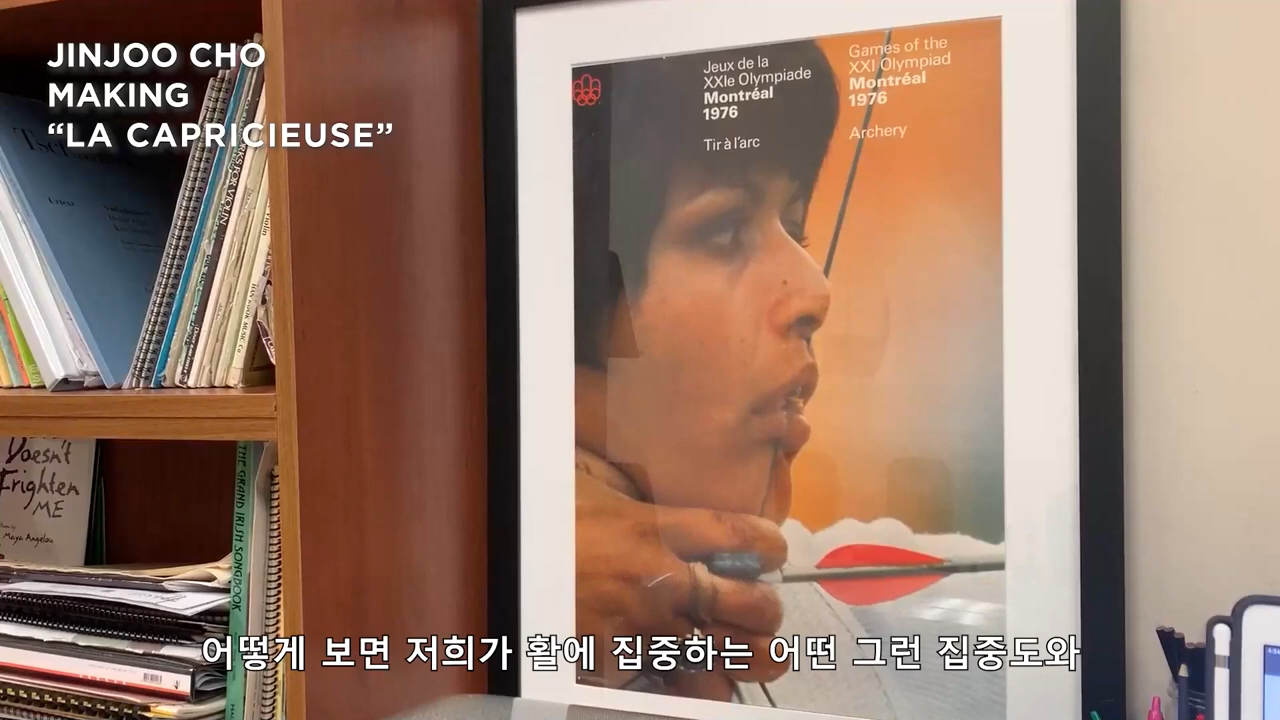 JINJOO CHO
MAKING
“LA CAPRICIEUSE”
Jeux de la
XXIe Olympiade
Montréal
1976
Tir à l'arc
Games of the
XXI Olympiad
Montréal
1976
Archery
Doesn't
Frighten
ME
Maya Angelou
THE GRAND IRISH SONGBOOK
어떻게 보면 저희가 활에 집중하는 어떤 그런 집중도와